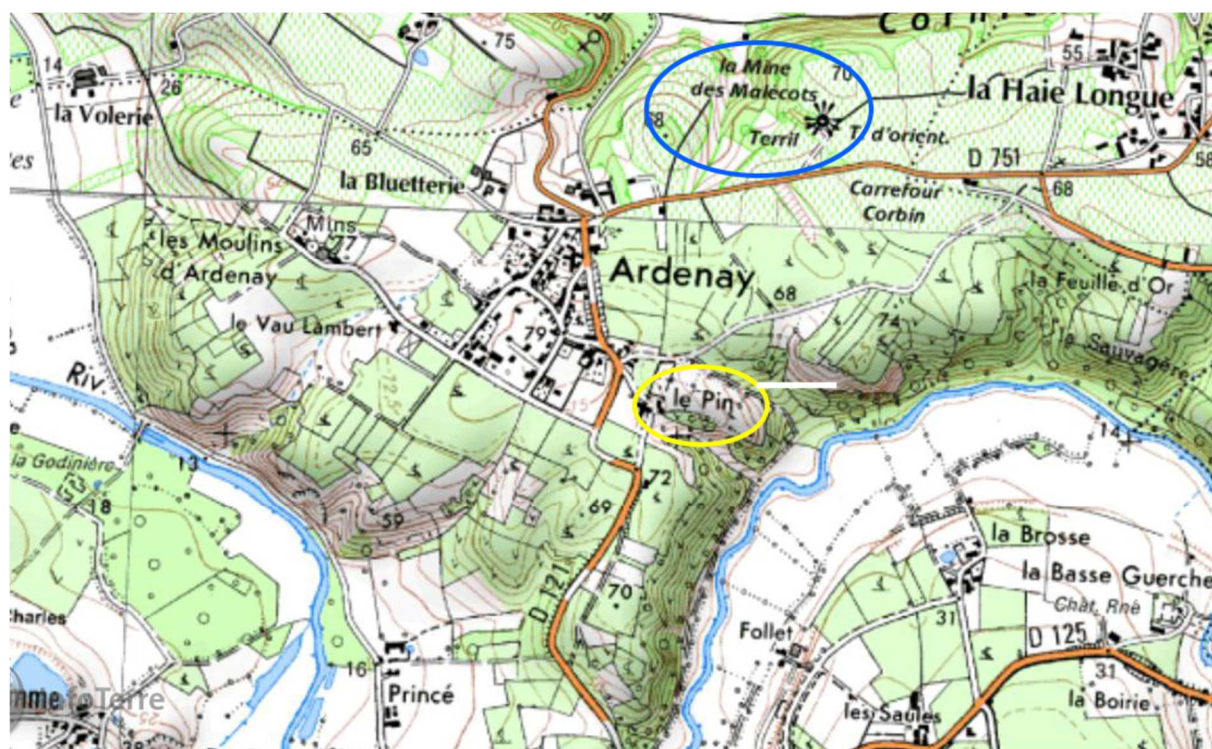 75
14
la Volerie
26
65
la Bluetterie
la Mine
des Malécots
70
68
Terril
T. d'orient.
la Haie Longue
55
D 751
58
68
Carrefour
Corbin
Mins
77
les Moulins
d'Ardenay
Ardenay
68
la Feuille d'Or
la Sauvagère
74
le Vau Lambert
79
75
Riv
le Pin
14
la Godinière
13
18
59
72
69
70
D 121
la Brosse
la Basse Guerche
Chât. Rné
31
D 125
31
Follet
les Saules
la Boirie
Charles
16
Princé
InfoTerre